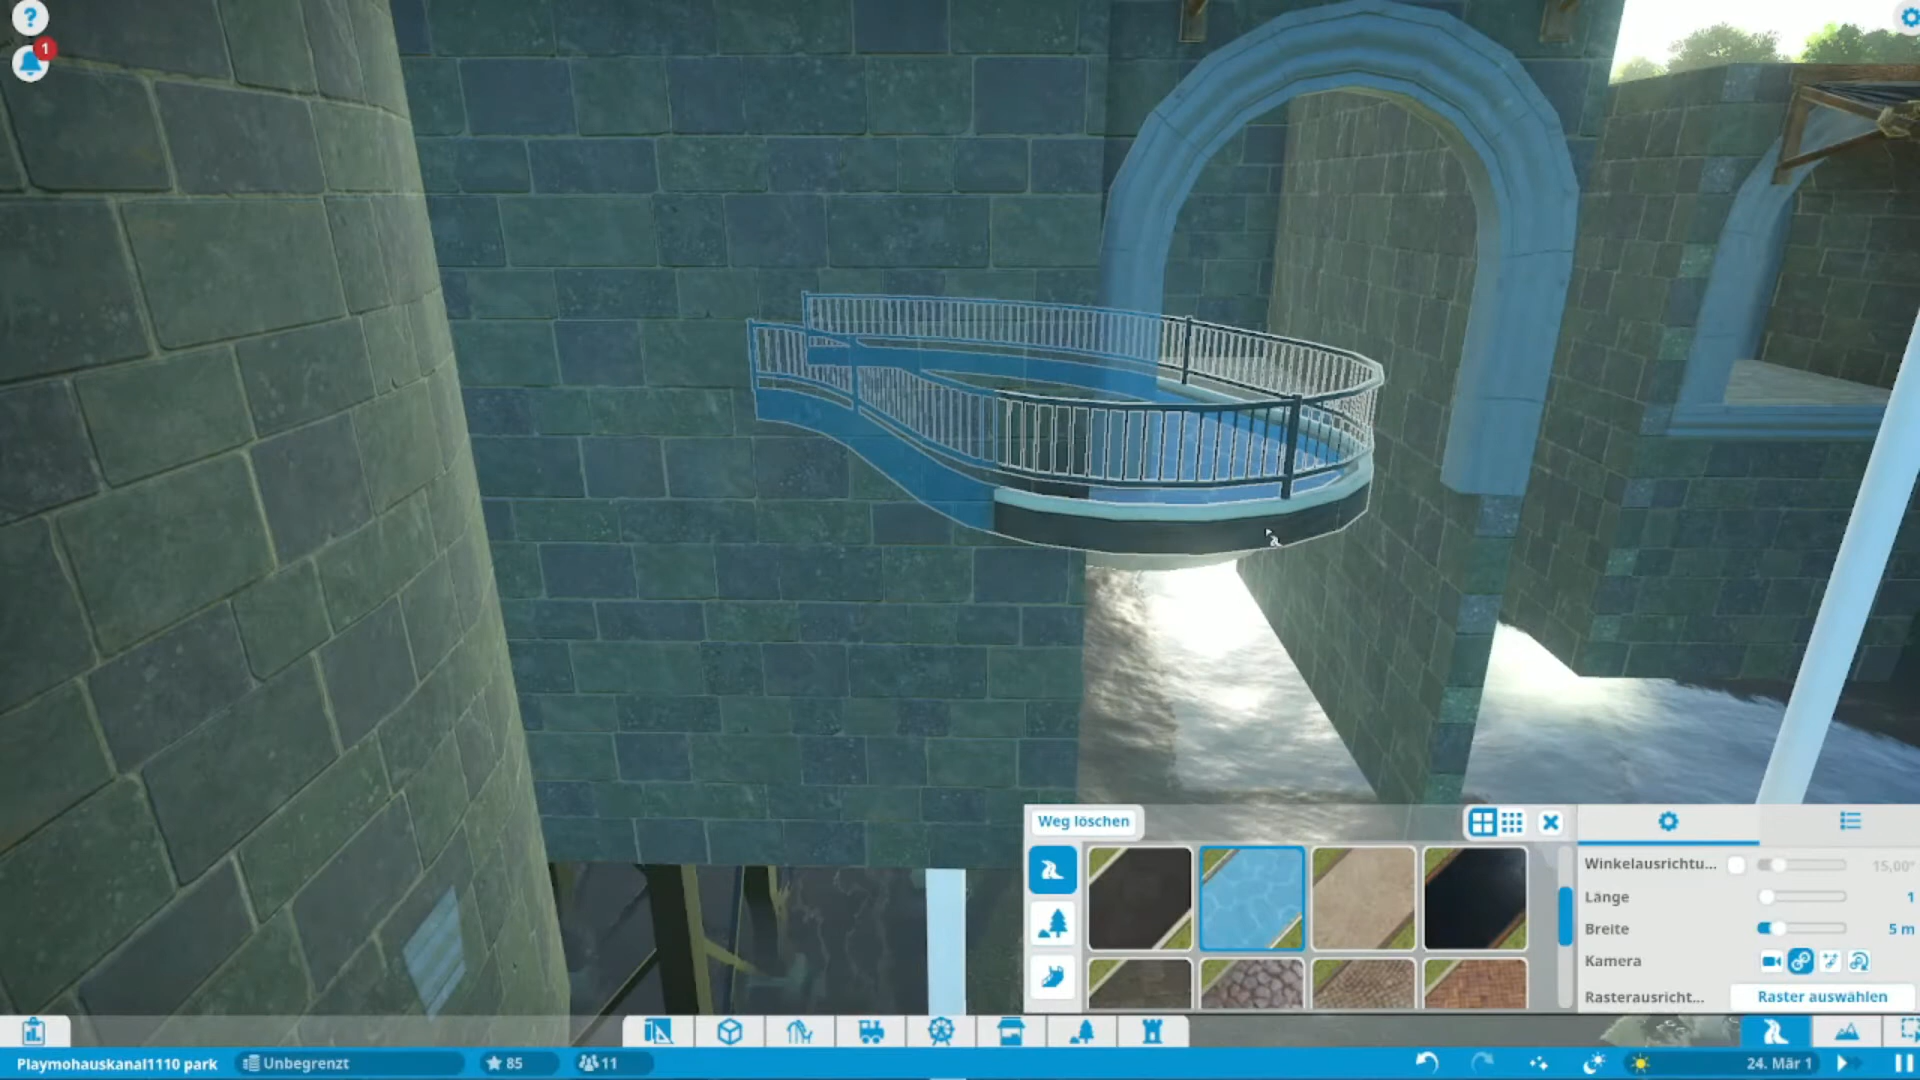 ?
1
Weg löschen
Winkelausrichtu...
15,00°
Länge
1
Breite
5 m
Kamera
Rasterausricht...
Raster auswählen
Playmohauskanal1110 park
Unbegrenzt
85
11
24. Mär 1